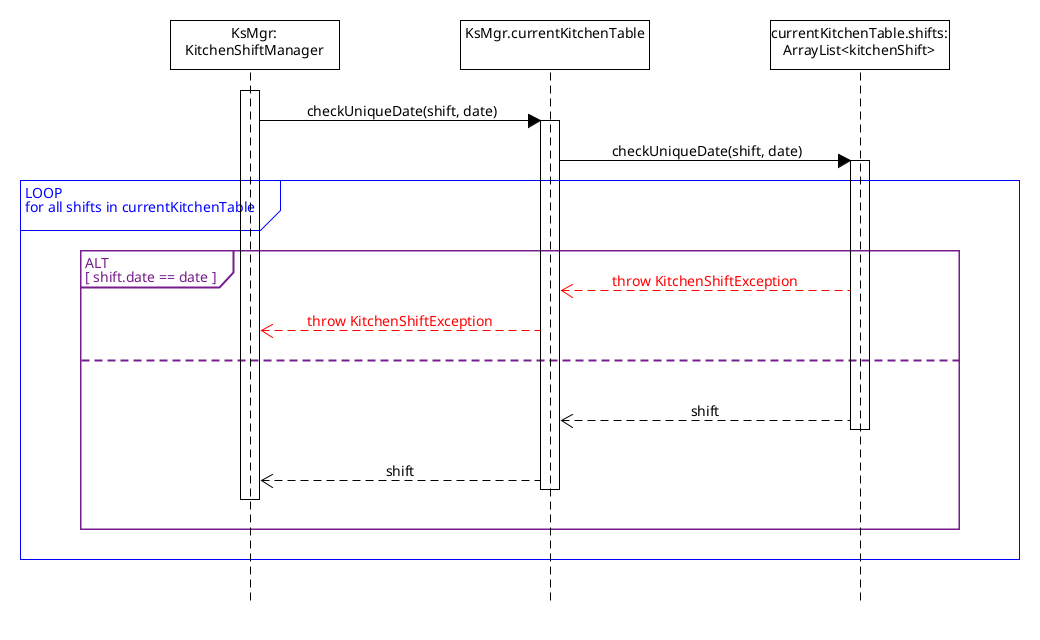 KsMgr:
KitchenShiftManager
KsMgr.currentKitchenTable
currentKitchenTable.shifts:
ArrayList<kitchenShift>
checkUniqueDate(shift, date)
checkUniqueDate(shift, date)
LOOP
for all shifts in currentKitchenTable
ALT
[ shift.date == date ]
throw KitchenShiftException
throw KitchenShiftException
shift
shift